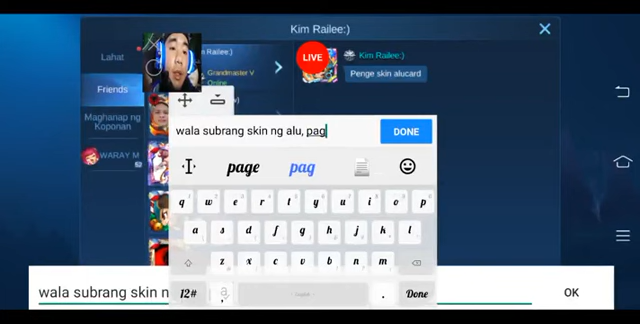 Kim Railee:)
Lahat
Friends
Maghanap ng
Koponan
WARAY M
n Railee:)
Grandmaster V
Online
LIVE
Kim Railee:)
Penge skin alucard
wala subrang skin ng alu, pag
DONE
page
pag
q w e r t y u i o p
a s d f g h j k l
z x c v b n m
12#
,
.
Done
wala subrang skin n
OK